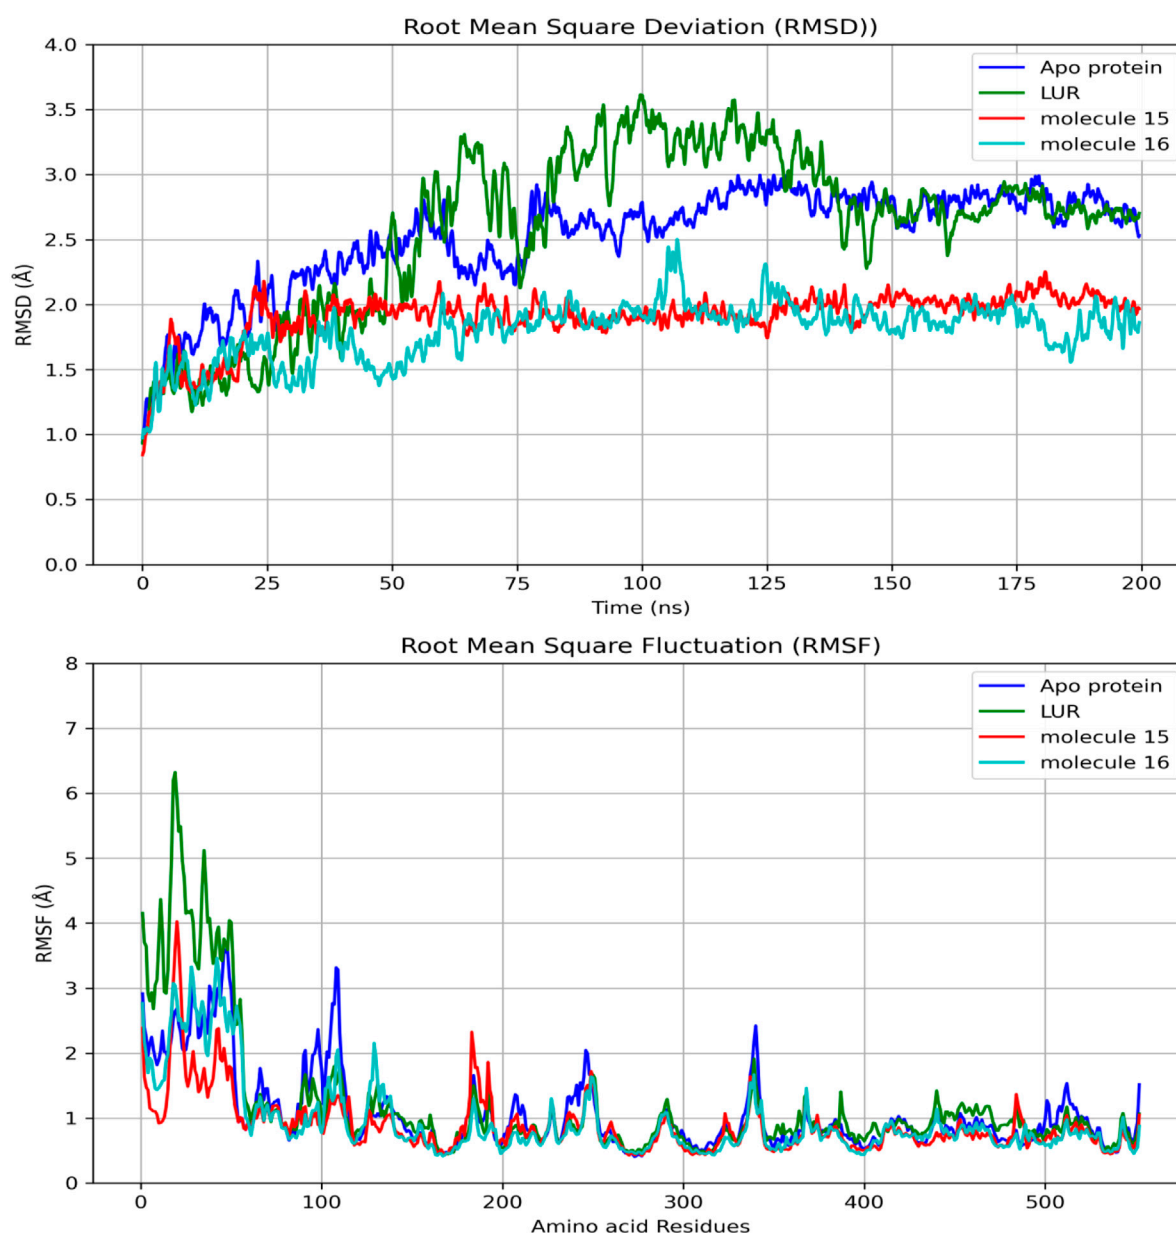 Root Mean Square Deviation (RMSD))
4.0
3.5
3.0
2.5
2.0
1.5
1.0
0.5
0.0
RMSD (Å)
Apo protein
LUR
molecule 15
molecule 16
0 25 50 75 100 125 150 175 200
Time (ns)
Root Mean Square Fluctuation (RMSF)
8
7
6
5
4
3
2
1
0
RMSF (Å)
Apo protein
LUR
molecule 15
molecule 16
0 100 200 300 400 500
Amino acid Residues